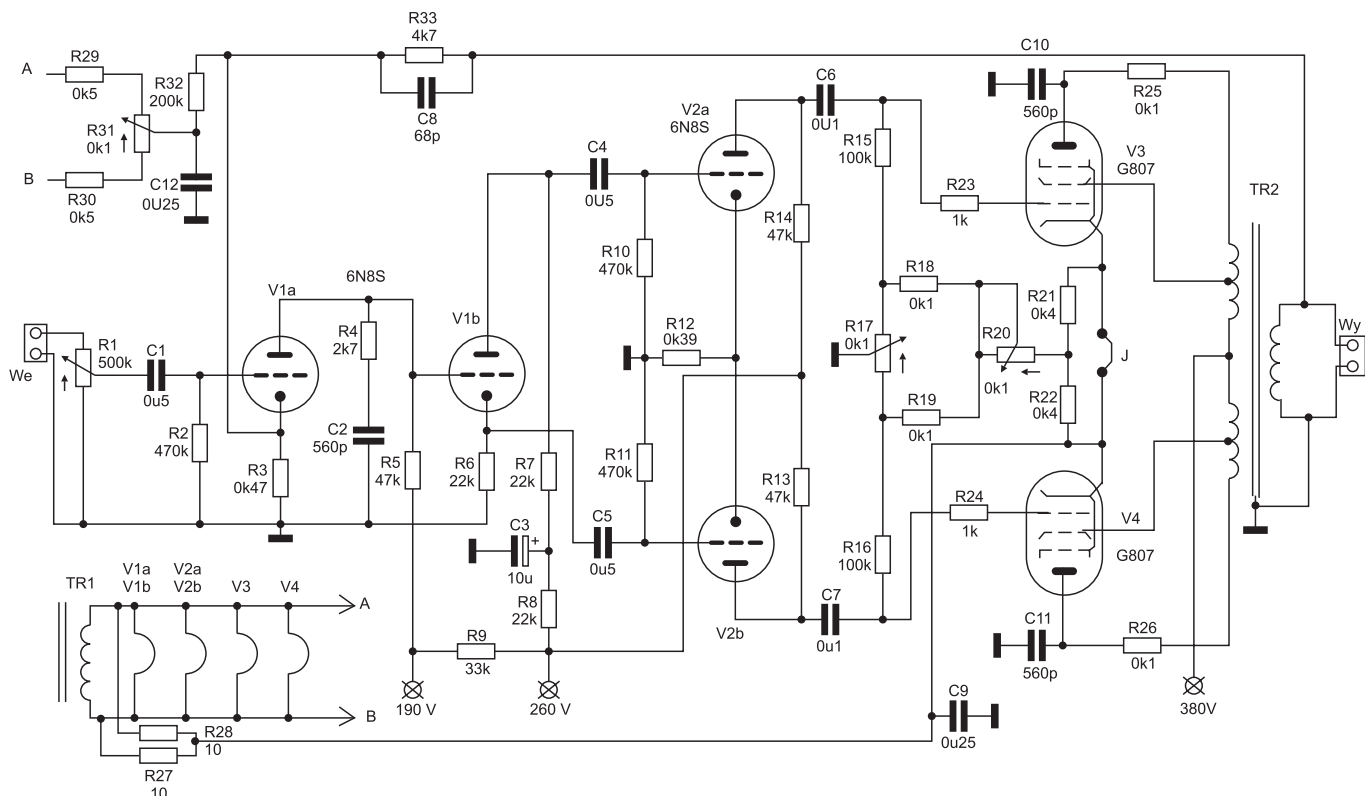 R33
4k7
C8
68p
A
R29
0k5
R32
200k
R31
0k1
B
R30
0k5
C12
0U25
C10
560p
R25
0k1
C6
0U1
V2a
6N8S
R15
100k
V3
G807
TR2
C4
0U5
R23
1k
R14
47k
R10
470k
R18
0k1
R21
0k4
6N8S
V1a
V1b
R4
2k7
R12
0k39
R17
0k1
R20
0k1
J
Wy
We
R1
500k
C1
0u5
R22
0k4
R19
0k1
R2
470k
C2
560p
R3
0k47
R5
47k
R6
22k
R7
22k
R11
470k
R13
47k
R24
1k
V4
G807
C3
+
10u
C5
0u5
R16
100k
TR1
V1a
V1b
V2a
V2b
V3
V4
A
R8
22k
V2b
C7
0u1
C11
560p
R26
0k1
R9
33k
190 V
260 V
380V
B
C9
0u25
R28
10
R27
10